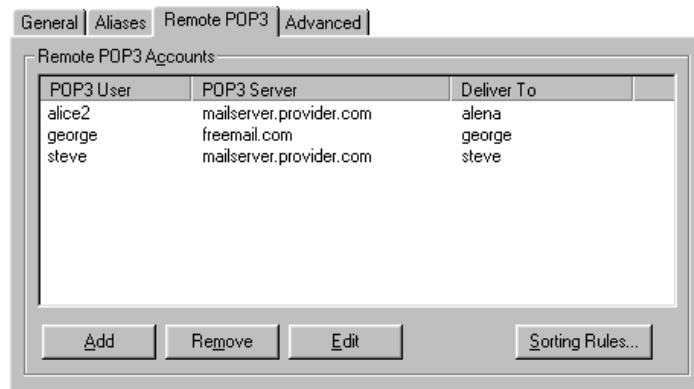 General Aliases Remote POP3 Advanced
Remote POP3 Accounts
POP3 User POP3 Server Deliver To
alice2 mailserver.provider.com alena
george freemail.com george
steve mailserver.provider.com steve
Add Remove Edit Sorting Rules...